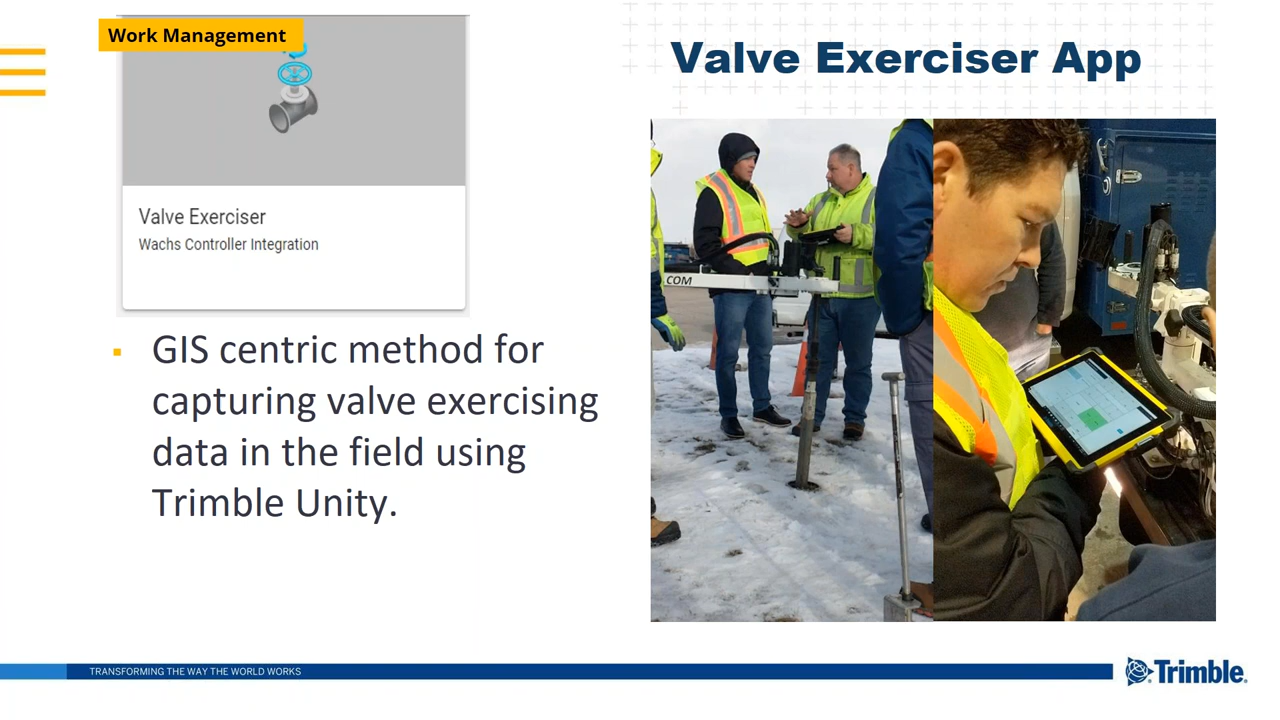 Work Management
Valve Exerciser App
Valve Exerciser
Wachs Controller Integration
.COM
▪ GIS centric method for
capturing valve exercising
data in the field using
Trimble Unity.
TRANSFORMING THE WAY THE WORLD WORKS
Trimble